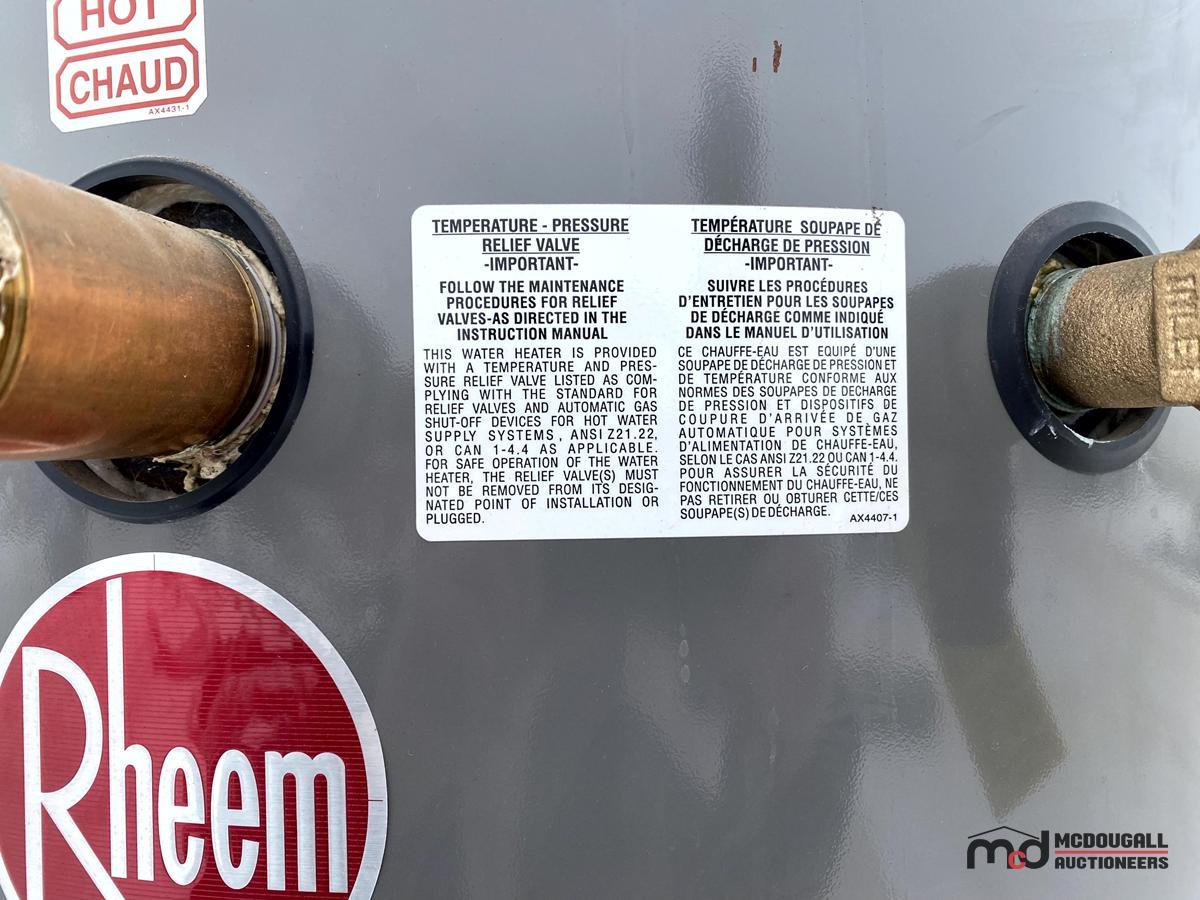 HOT
CHAUD
AX4431-1
TEMPERATURE - PRESSURE
RELIEF VALVE
-IMPORTANT-
FOLLOW THE MAINTENANCE
PROCEDURES FOR RELIEF
VALVES-AS DIRECTED IN THE
INSTRUCTION MANUAL
THIS WATER HEATER IS PROVIDED
WITH A TEMPERATURE AND PRES-
SURE RELIEF VALVE LISTED AS COM-
PLYING WITH THE STANDARD FOR
RELIEF VALVES AND AUTOMATIC GAS
SHUT-OFF DEVICES FOR HOT WATER
SUPPLY SYSTEMS, ANSI Z21.22,
OR CAN 1-4.4 AS APPLICABLE.
FOR SAFE OPERATION OF THE WATER
HEATER, THE RELIEF VALVE(S) MUST
NOT BE REMOVED FROM ITS DESIG-
NATED POINT OF INSTALLATION OR
PLUGGED.
TEMPÉRATURE SOUPAPE DE
DÉCHARGE DE PRESSION
-IMPORTANT-
SUIVRE LES PROCÉDURES
D'ENTRETIEN POUR LES SOUPAPES
DE DÉCHARGE COMME INDIQUÉ
DANS LE MANUEL D'UTILISATION
CE CHAUFFE-EAU EST EQUIPÉ D'UNE
SOUPAPE DE DÉCHARGE DE PRESSION ET
DE TEMPÉRATURE CONFORME AUX
NORMES DES SOUPAPES DE DECHARGE
DE PRESSION ET DISPOSITIFS DE
COUPURE D'ARRIVÉE DE GAZ
AUTOMATIQUE POUR SYSTÈMES
D'ALIMENTATION DE CHAUFFE-EAU,
SELON LE CAS ANSI Z21.22 OU CAN 1-4.4.
POUR ASSURER LA SÉCURITÉ DU
FONCTIONNEMENT DU CHAUFFE-EAU, NE
PAS RETIRER OU OBTURER CETTE/CES
SOUPAPE(S) DE DÉCHARGE.
AX4407-1
Rheem
mcd MCDOUGALL
AUCTIONEERS